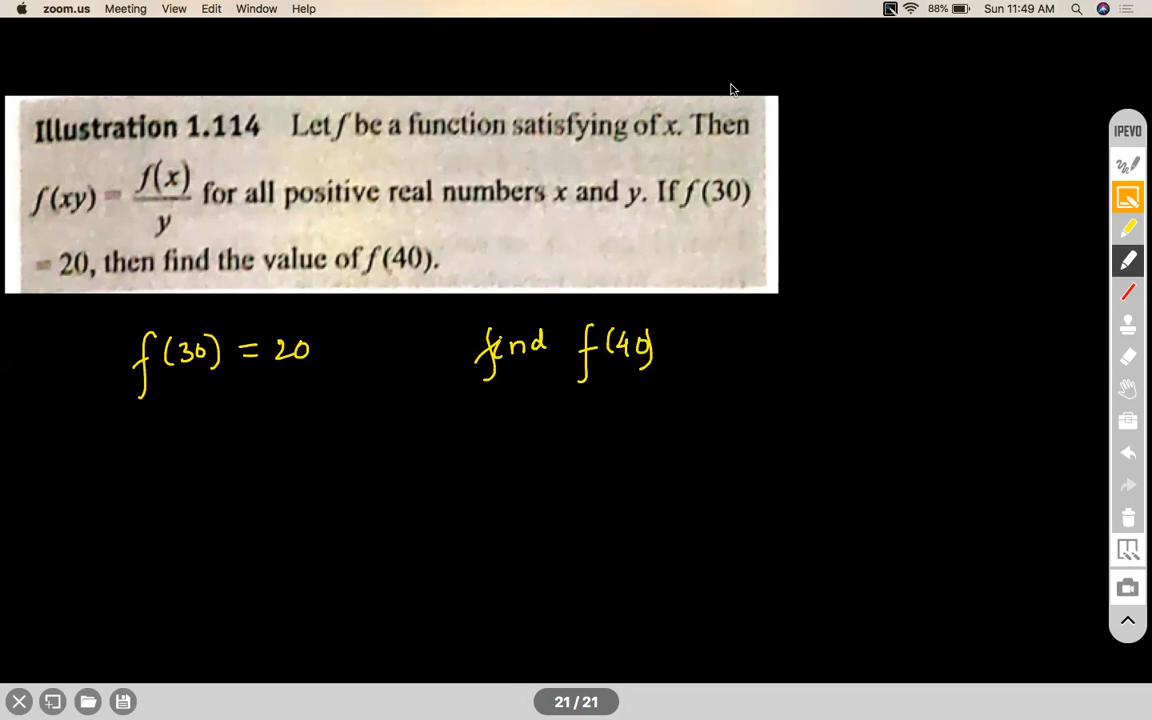 zoom.us Meeting View Edit Window Help 88% Sun 11:49 AM
Illustration 1.114 Let f be a function satisfying of x. Then
f(xy) = f(x)/y for all positive real numbers x and y. If f(30)
= 20, then find the value of f(40).
f(30) = 20 find f(40)
IPEVO
21 / 21